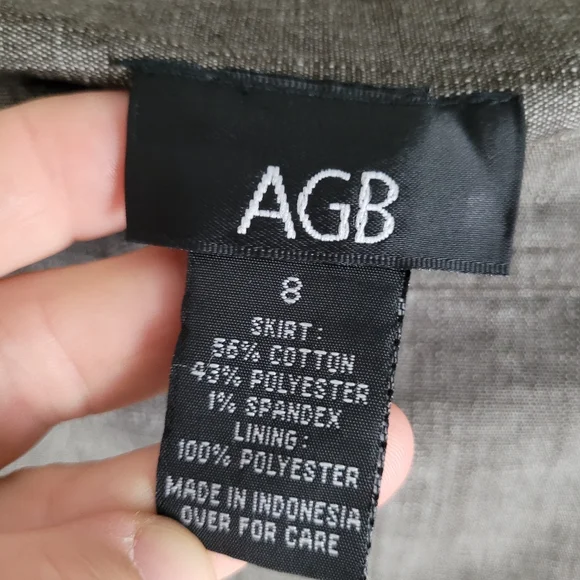 AGB
8
SKIRT:
56% COTTON
43% POLYESTER
1% SPANDEX
LINING:
100% POLYESTER
MADE IN INDONESIA
OVER FOR CARE